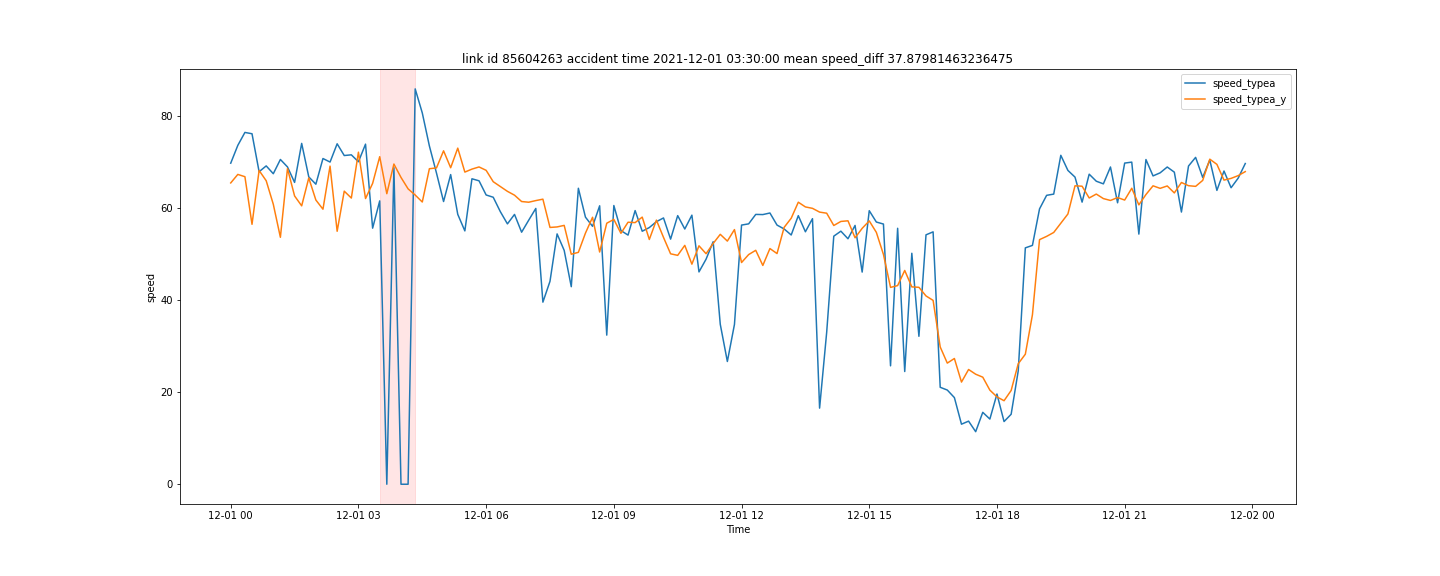 link id 85604263 accident time 2021-12-01 03:30:00 mean speed_diff 37.87981463236475
speed_typea
speed_typea_y
80
60
40
20
0
speed
12-01 00 12-01 03 12-01 06 12-01 09 12-01 12 12-01 15 12-01 18 12-01 21 12-02 00
Time